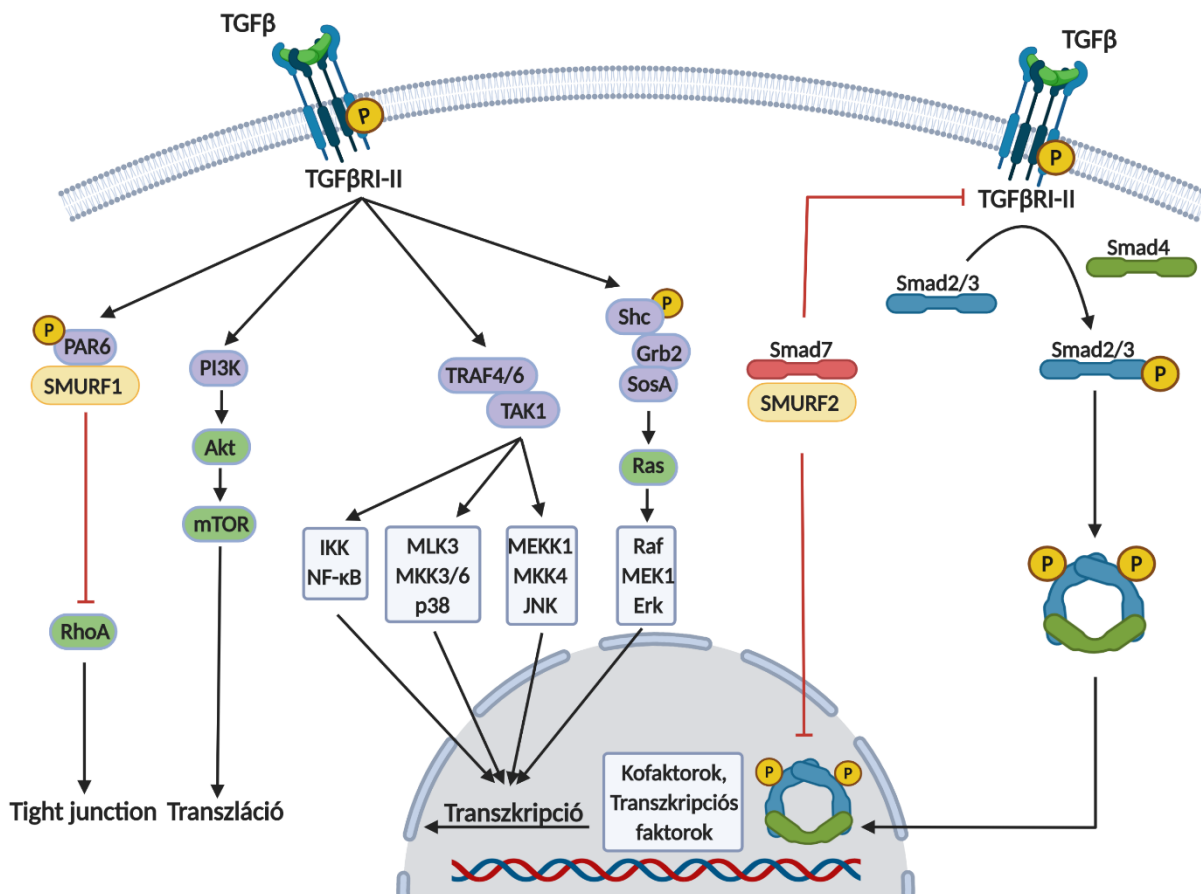 TGFβ
TGFβ
P
P
TGFβRI-II
TGFβRI-II
Smad4
Smad2/3
P
PAR6
SMURF1
PI3K
Akt
mTOR
TRAF4/6
TAK1
Shc
P
Grb2
SosA
Ras
Smad7
SMURF2
Smad2/3
P
IKK
NF-κB
MLK3
MKK3/6
p38
MEKK1
MKK4
JNK
Raf
MEK1
Erk
P
P
RhoA
Tight junction
Transzláció
Transzkripció
Kofaktorok,
Transzkripciós
faktorok
P
P